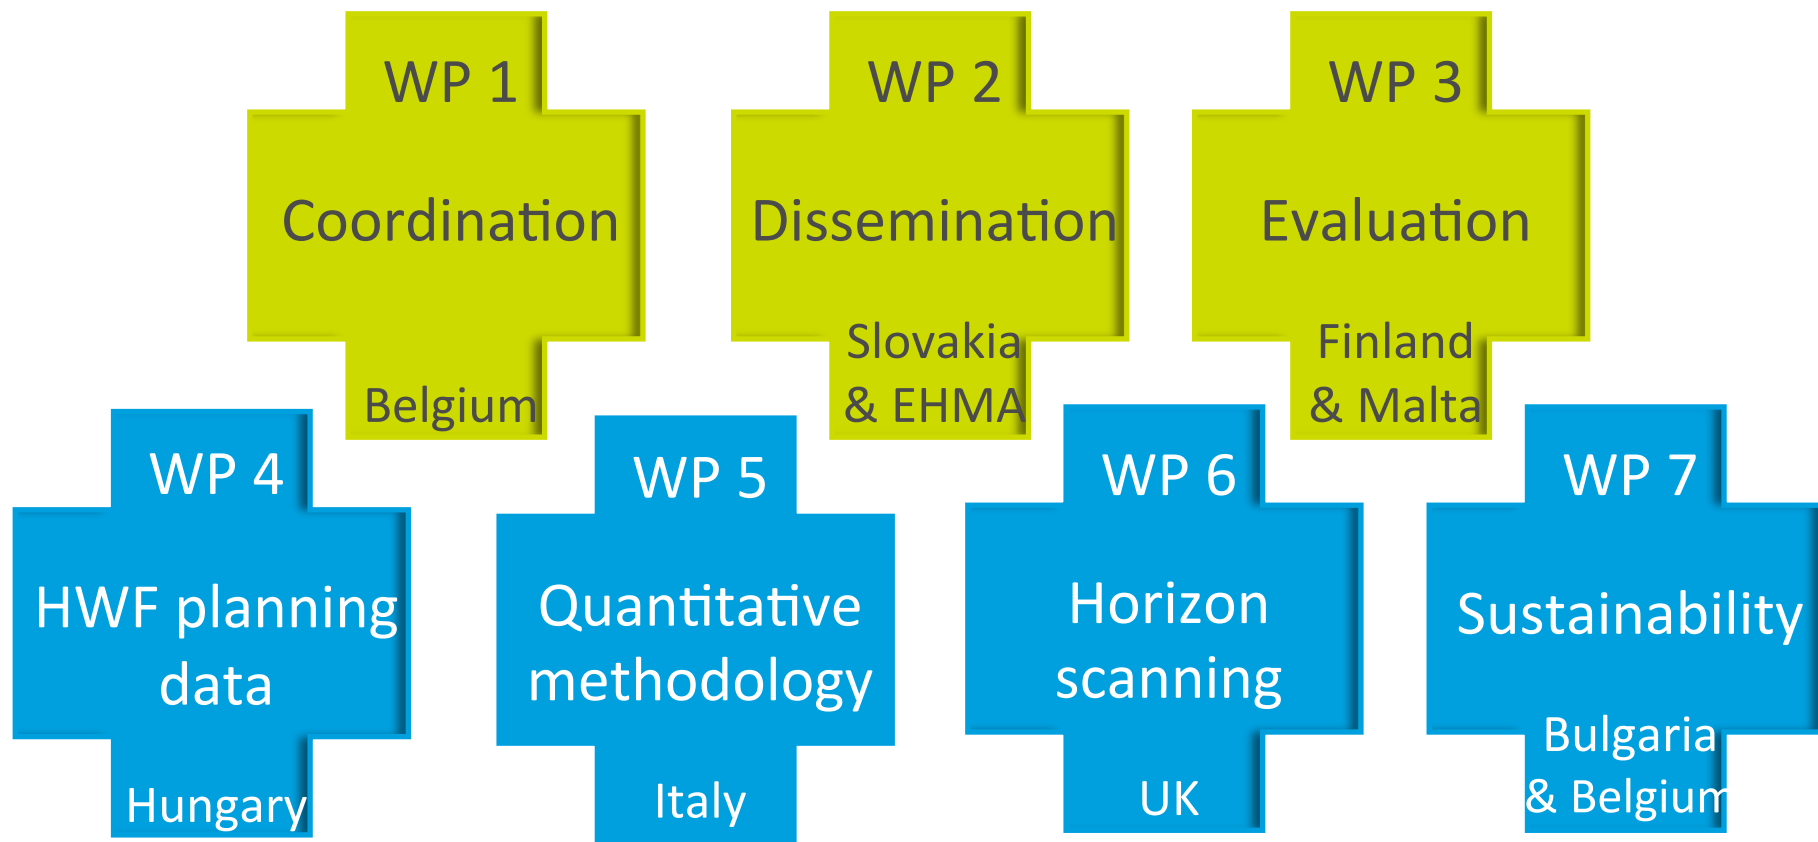 WP 1
Coordination
Belgium
WP 2
Dissemination
Slovakia
& EHMA
WP 3
Evaluation
Finland
& Malta
WP 4
HWF planning
data
Hungary
WP 5
Quantitative
methodology
Italy
WP 6
Horizon
scanning
UK
WP 7
Sustainability
Bulgaria
& Belgium